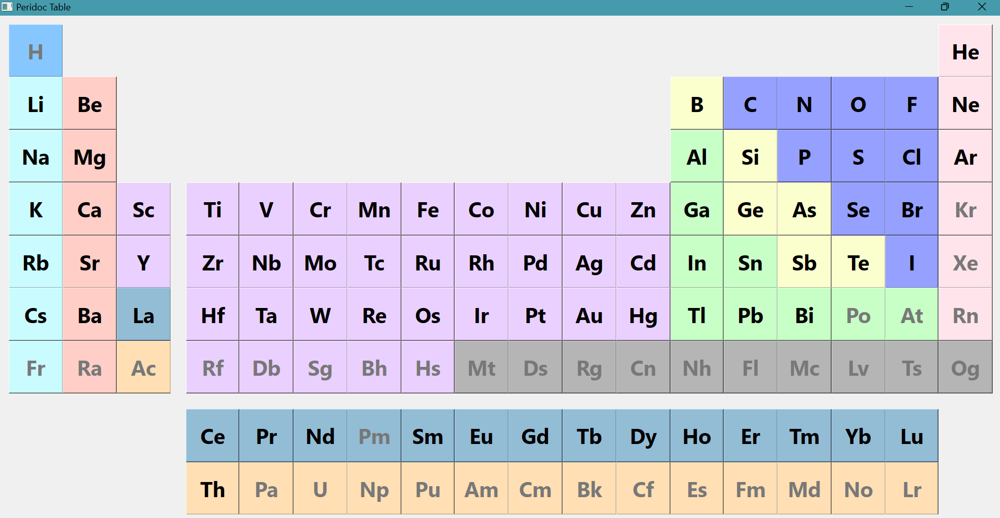 Peridoc Table
H He
Li Be B C N O F Ne
Na Mg Al Si P S Cl Ar
K Ca Sc Ti V Cr Mn Fe Co Ni Cu Zn Ga Ge As Se Br Kr
Rb Sr Y Zr Nb Mo Tc Ru Rh Pd Ag Cd In Sn Sb Te I Xe
Cs Ba La Hf Ta W Re Os Ir Pt Au Hg Tl Pb Bi Po At Rn
Fr Ra Ac Rf Db Sg Bh Hs Mt Ds Rg Cn Nh Fl Mc Lv Ts Og
Ce Pr Nd Pm Sm Eu Gd Tb Dy Ho Er Tm Yb Lu
Th Pa U Np Pu Am Cm Bk Cf Es Fm Md No Lr